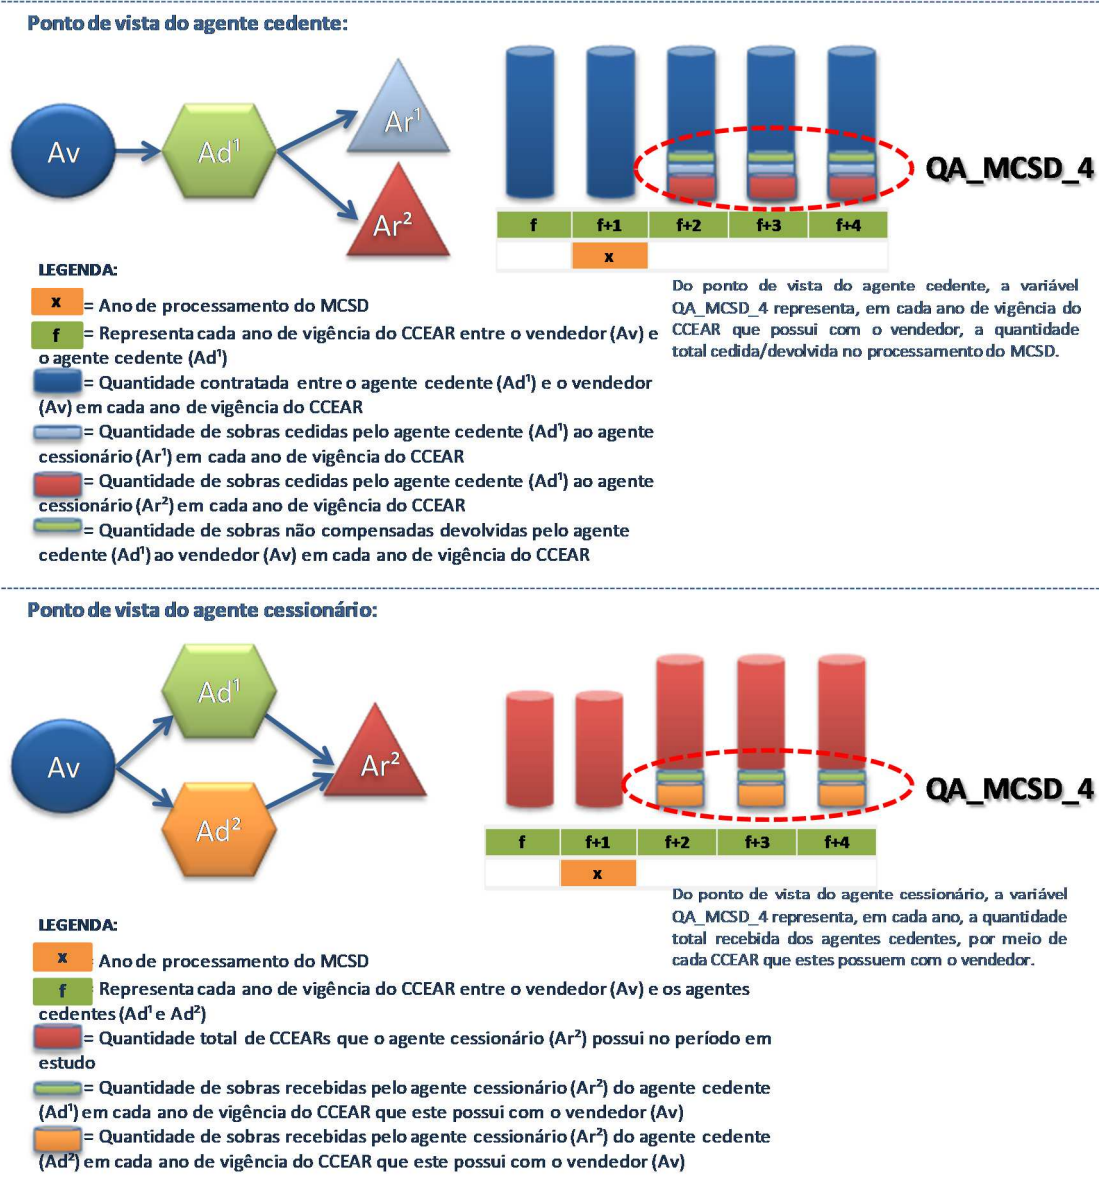 Ponto de vista do agente cedente:
Av
Ad¹
Ar¹
Ar²
QA_MCSD_4
f f+1 f+2 f+3 f+4
x
LEGENDA:
x = Ano de processamento do MCSD
f = Representa cada ano de vigência do CCEAR entre o vendedor (Av) e
o agente cedente (Ad¹)
= Quantidade contratada entre o agente cedente (Ad¹) e o vendedor
(Av) em cada ano de vigência do CCEAR
= Quantidade de sobras cedidas pelo agente cedente (Ad¹) ao agente
cessionário (Ar¹) em cada ano de vigência do CCEAR
= Quantidade de sobras cedidas pelo agente cedente (Ad¹) ao agente
cessionário (Ar²) em cada ano de vigência do CCEAR
= Quantidade de sobras não compensadas devolvidas pelo agente
cedente (Ad¹) ao vendedor (Av) em cada ano de vigência do CCEAR
Do ponto de vista do agente cedente, a variável
QA_MCSD_4 representa, em cada ano de vigência do
CCEAR que possui com o vendedor, a quantidade
total cedida/devolvida no processamento do MCSD.
Ponto de vista do agente cessionário:
Av
Ad¹
Ad²
Ar²
QA_MCSD_4
f f+1 f+2 f+3 f+4
x
Do ponto de vista do agente cessionário, a variável
QA_MCSD_4 representa, em cada ano, a quantidade
total recebida dos agentes cedentes, por meio de
cada CCEAR que estes possuem com o vendedor.
LEGENDA:
x Ano de processamento do MCSD
f Representa cada ano de vigência do CCEAR entre o vendedor (Av) e os agentes
cedentes (Ad¹ e Ad²)
= Quantidade total de CCEARs que o agente cessionário (Ar²) possui no período em
estudo
= Quantidade de sobras recebidas pelo agente cessionário (Ar²) do agente cedente
(Ad¹) em cada ano de vigência do CCEAR que este possui com o vendedor (Av)
= Quantidade de sobras recebidas pelo agente cessionário (Ar²) do agente cedente
(Ad²) em cada ano de vigência do CCEAR que este possui com o vendedor (Av)